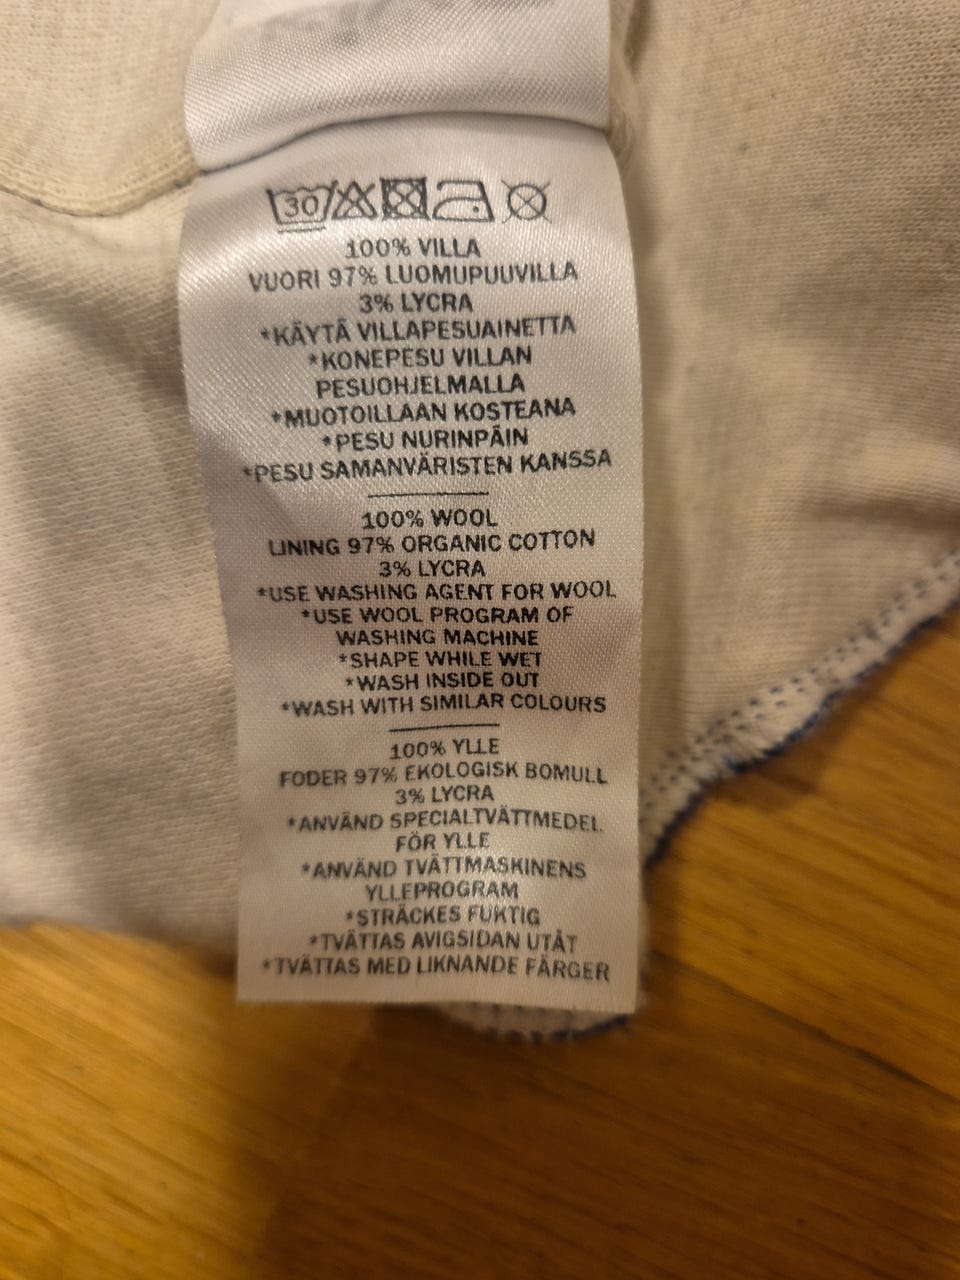 30
100% VILLA
VUORI 97% LUOMUPUUVILLA
3% LYCRA
*KÄYTÄ VILLAPESUAINETTA
*KONEPESU VILLAN
PESUOHJELMALLA
*MUOTOILLAAN KOSTEANA
*PESU NURINPÄIN
*PESU SAMANVÄRISTEN KANSSA
100% WOOL
LINING 97% ORGANIC COTTON
3% LYCRA
*USE WASHING AGENT FOR WOOL
*USE WOOL PROGRAM OF
WASHING MACHINE
*SHAPE WHILE WET
*WASH INSIDE OUT
*WASH WITH SIMILAR COLOURS
100% YLLE
FODER 97% EKOLOGISK BOMULL
3% LYCRA
*ANVÄND SPECIALTVÄTTMEDEL
FÖR YLLE
*ANVÄND TVÄTTMASKINENS
YLLEPROGRAM
*STRÄCKES FUKTIG
*TVÄTTAS AVIGSIDAN UTÅT
*TVÄTTAS MED LIKNANDE FÄRGER